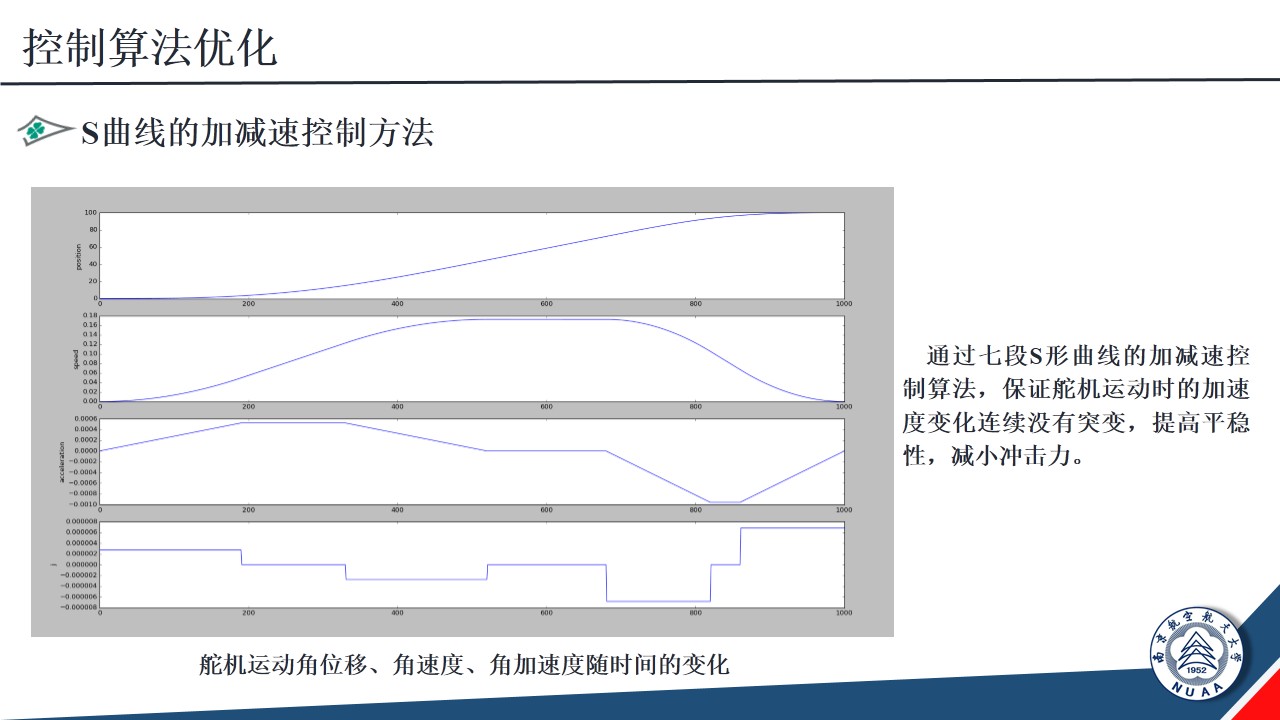 控制算法优化
S曲线的加减速控制方法
100
80
60
40
20
0
position
0 200 400 600 800 1000
0.18
0.16
0.14
0.12
0.10
0.08
0.06
0.04
0.02
0.00
speed
0 200 400 600 800 1000
0.0006
0.0004
0.0002
0.0000
−0.0002
−0.0004
−0.0006
−0.0008
−0.0010
acceleration
0 200 400 600 800 1000
0.000008
0.000006
0.000004
0.000002
0.000000
−0.000002
−0.000004
−0.000006
−0.000008
j
0 200 400 600 800 1000
通过七段S形曲线的加减速控
制算法，保证舵机运动时的加速
度变化连续没有突变，提高平稳
性，减小冲击力。
舵机运动角位移、角速度、角加速度随时间的变化
南京航空航天大学
1952
NUAA